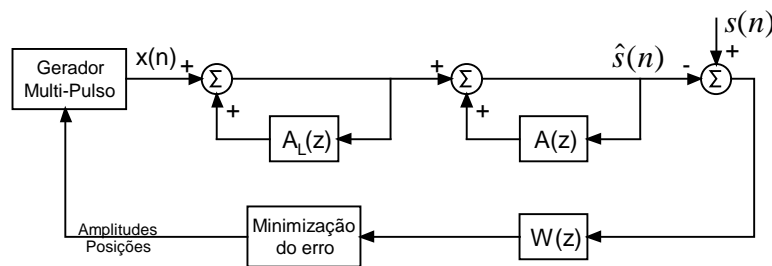 s(n)
x(n)
+
+
ŝ(n)
-
+
Gerador
Multi-Pulso
Σ
Σ
Σ
+
+
A_L(z)
A(z)
Amplitudes
Posições
Minimização
do erro
W(z)